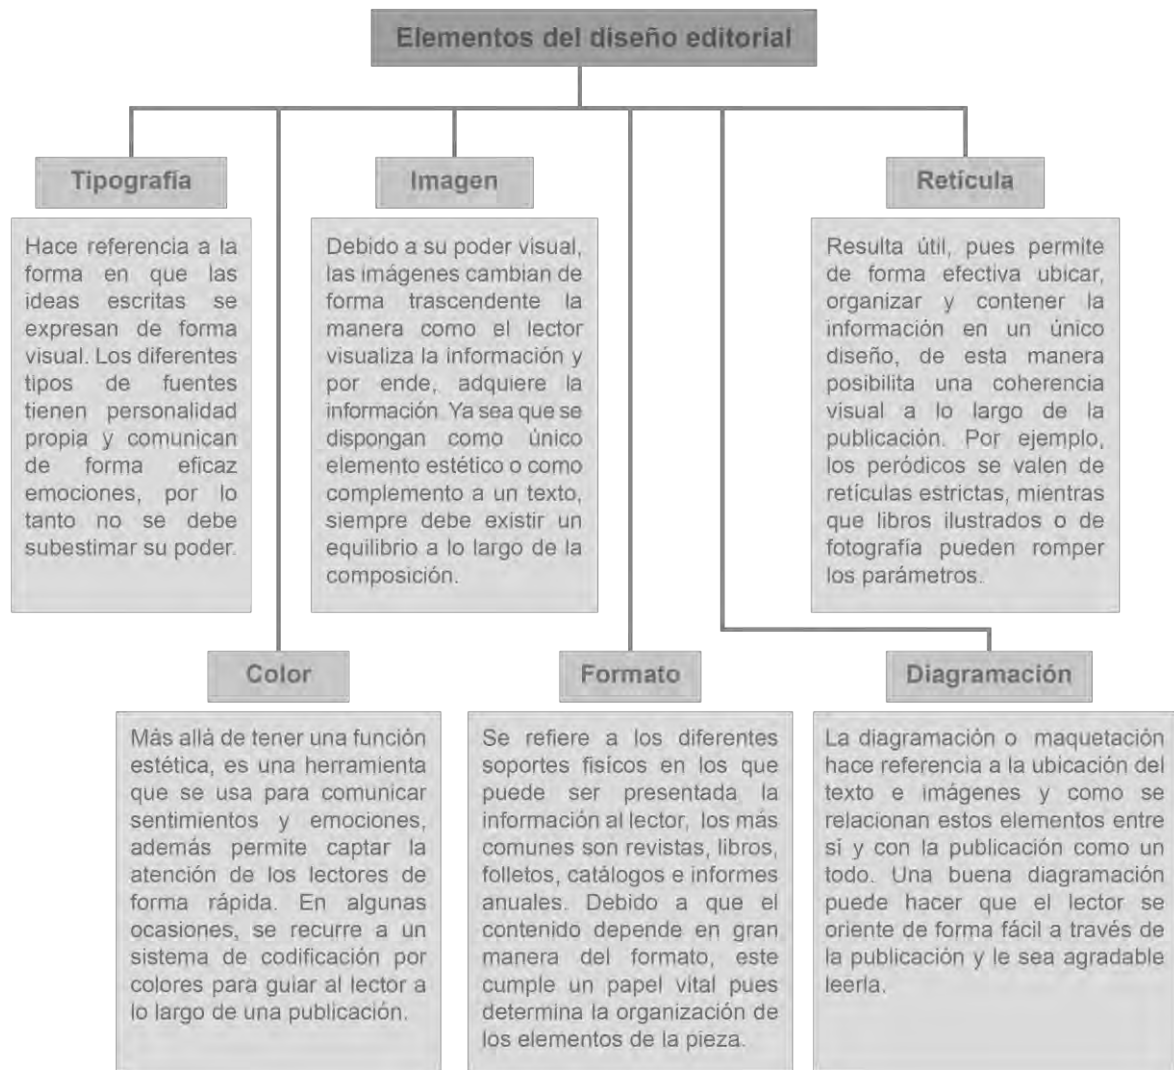 Elementos del diseño editorial
Tipografía
Hace referencia a la
forma en que las
ideas escritas se
expresan de forma
visual. Los diferentes
tipos de fuentes
tienen personalidad
propia y comunican
de forma eficaz
emociones, por lo
tanto no se debe
subestimar su poder.
Imagen
Debido a su poder visual,
las imágenes cambian de
forma trascendente la
manera como el lector
visualiza la información y
por ende, adquiere la
información. Ya sea que se
dispongan como único
elemento estético o como
complemento a un texto,
siempre debe existir un
equilibrio a lo largo de la
composición.
Retícula
Resulta útil, pues permite
de forma efectiva ubicar,
organizar y contener la
información en un único
diseño, de esta manera
posibilita una coherencia
visual a lo largo de la
publicación. Por ejemplo,
los peródicos se valen de
retículas estrictas, mientras
que libros ilustrados o de
fotografía pueden romper
los parámetros.
Color
Más allá de tener una función
estética, es una herramienta
que se usa para comunicar
sentimientos y emociones,
además permite captar la
atención de los lectores de
forma rápida. En algunas
ocasiones, se recurre a un
sistema de codificación por
colores para guiar al lector a
lo largo de una publicación.
Formato
Se refiere a los diferentes
soportes físicos en los que
puede ser presentada la
información al lector, los más
comunes son revistas, libros,
folletos, catálogos e informes
anuales. Debido a que el
contenido depende en gran
manera del formato, este
cumple un papel vital pues
determina la organización de
los elementos de la pieza.
Diagramación
La diagramación o maquetación
hace referencia a la ubicación del
texto e imágenes y como se
relacionan estos elementos entre
sí y con la publicación como un
todo. Una buena diagramación
puede hacer que el lector se
oriente de forma fácil a través de
la publicación y le sea agradable
leerla.